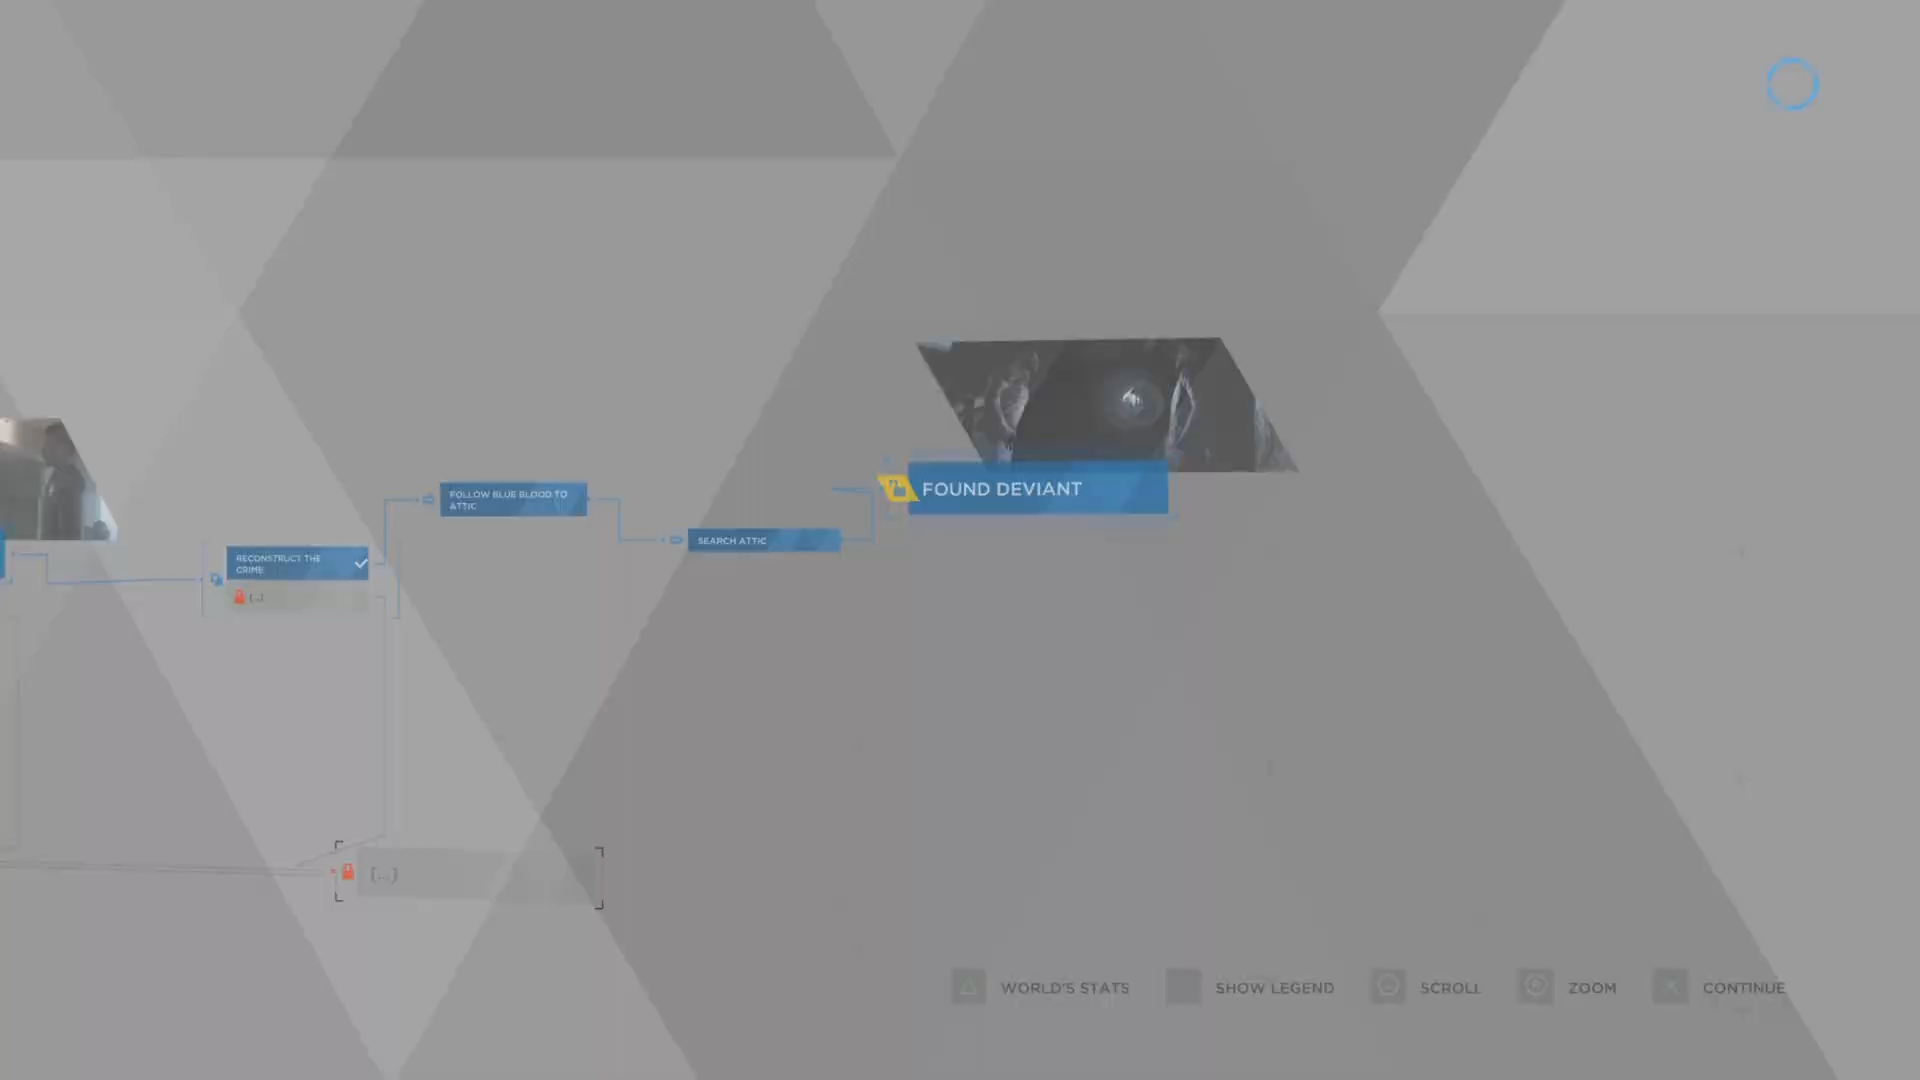 FOUND DEVIANT
FOLLOW BLUE BLOOD TO
ATTIC
SEARCH ATTIC
RECONSTRUCT THE
CRIME
[...]
[...]
WORLD'S STATS
SHOW LEGEND
SCROLL
ZOOM
CONTINUE